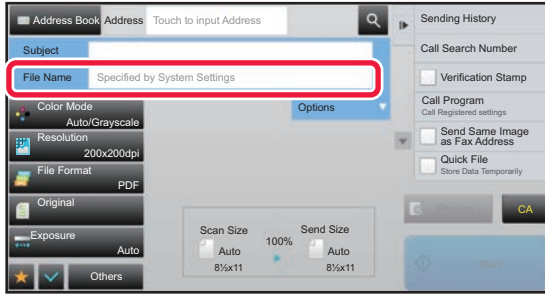 Address Book Address Touch to input Address
Subject
File Name Specified by System Settings
Color Mode
Auto/Grayscale
Options
Resolution
200x200dpi
File Format
PDF
Original
Exposure
Auto
Others
Scan Size
Auto
8½x11
100%
Send Size
Auto
8½x11
Sending History
Call Search Number
Verification Stamp
Call Program
Call Registered settings
Send Same Image
as Fax Address
Quick File
Store Data Temporarily
Preview
CA
Start